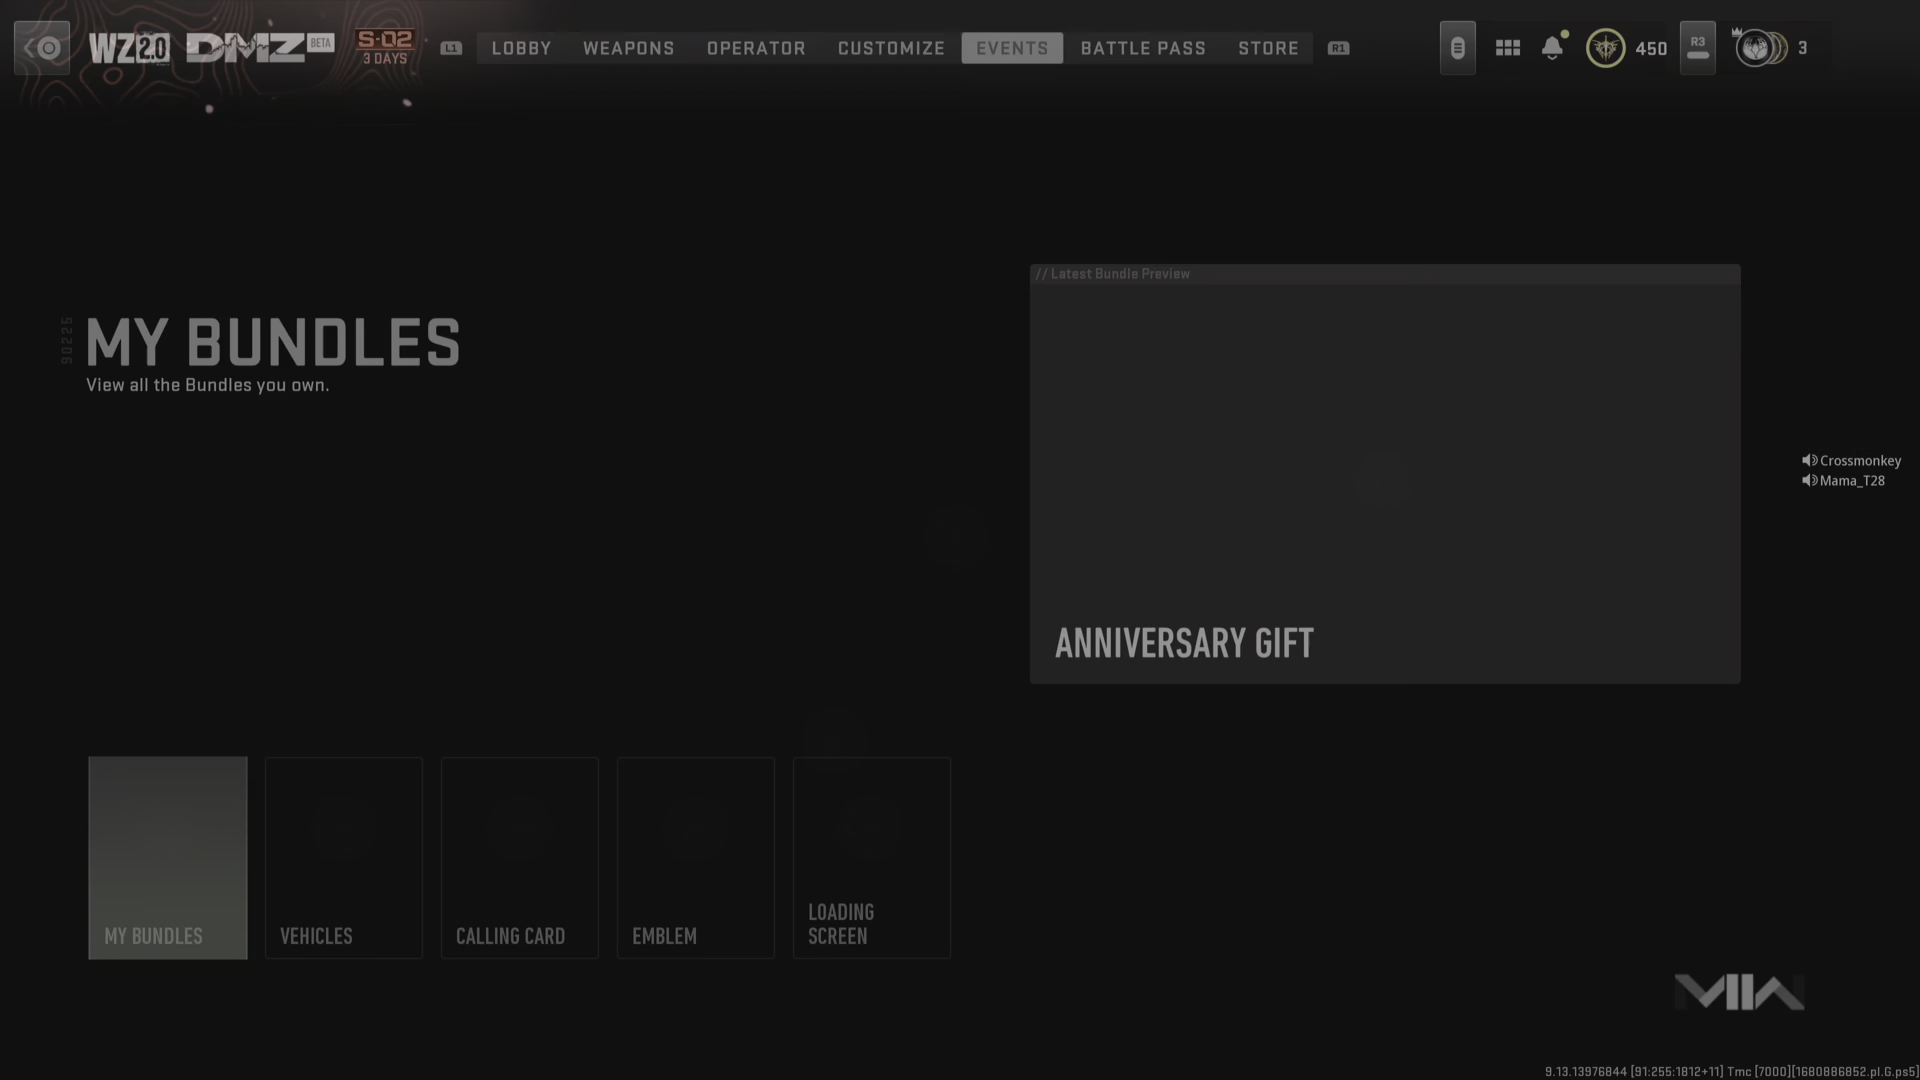 WZ2.0 DMZ BETA
S-02
3 DAYS
L1 LOBBY WEAPONS OPERATOR CUSTOMIZE EVENTS BATTLE PASS STORE R1
450
R3
3
// Latest Bundle Preview
90225
MY BUNDLES
View all the Bundles you own.
Crossmonkey
Mama_T28
ANNIVERSARY GIFT
MY BUNDLES
VEHICLES
CALLING CARD
EMBLEM
LOADING
SCREEN
MW
9.13.13976844 [91:255:1812+11] Tmc [7000][1680886852.pl.G.ps5]